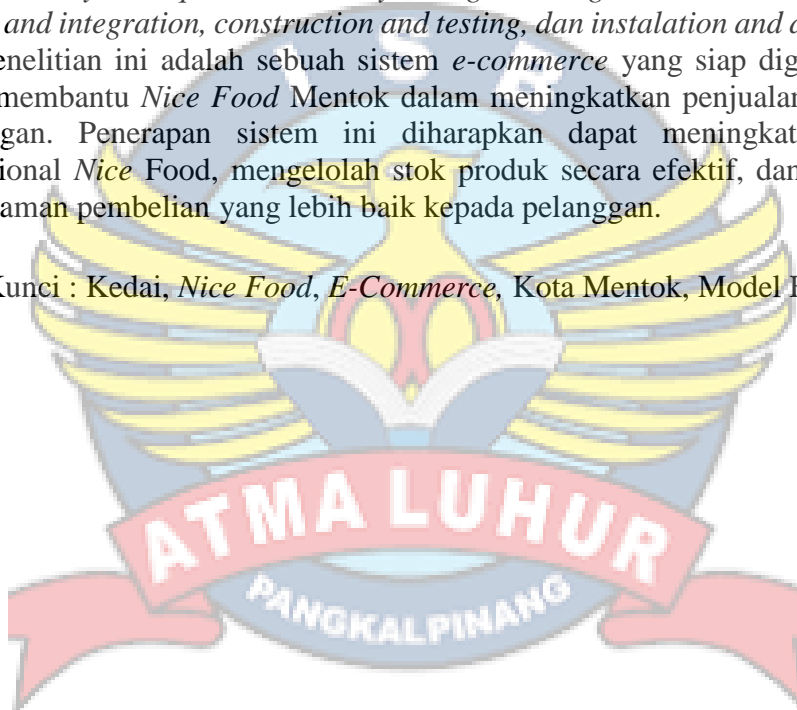 and integration, construction and testing, dan instalation and
enelitian ini adalah sebuah sistem e-commerce yang siap dig
membantu Nice Food Mentok dalam meningkatkan penjualan
gan. Penerapan sistem ini diharapkan dapat meningkat
ional Nice Food, mengelolah stok produk secara efektif, dan
aman pembelian yang lebih baik kepada pelanggan.
Kunci : Kedai, Nice Food, E-Commerce, Kota Mentok, Model
I S B
ATMA LUHUR
PANGKALPINANG